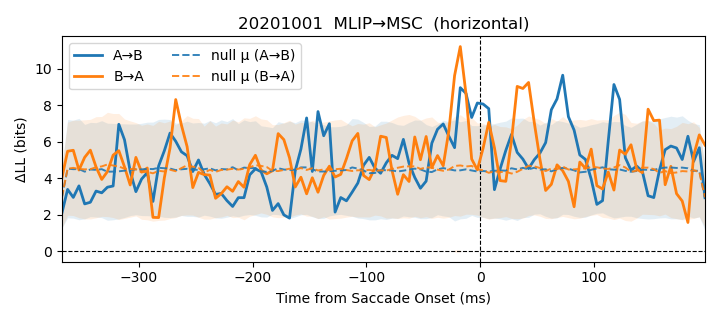 20201001  MLIP→MSC  (horizontal)
A→B
B→A
null μ (A→B)
null μ (B→A)
ΔLL (bits)
10
8
6
4
2
0
−300
−200
−100
0
100
Time from Saccade Onset (ms)